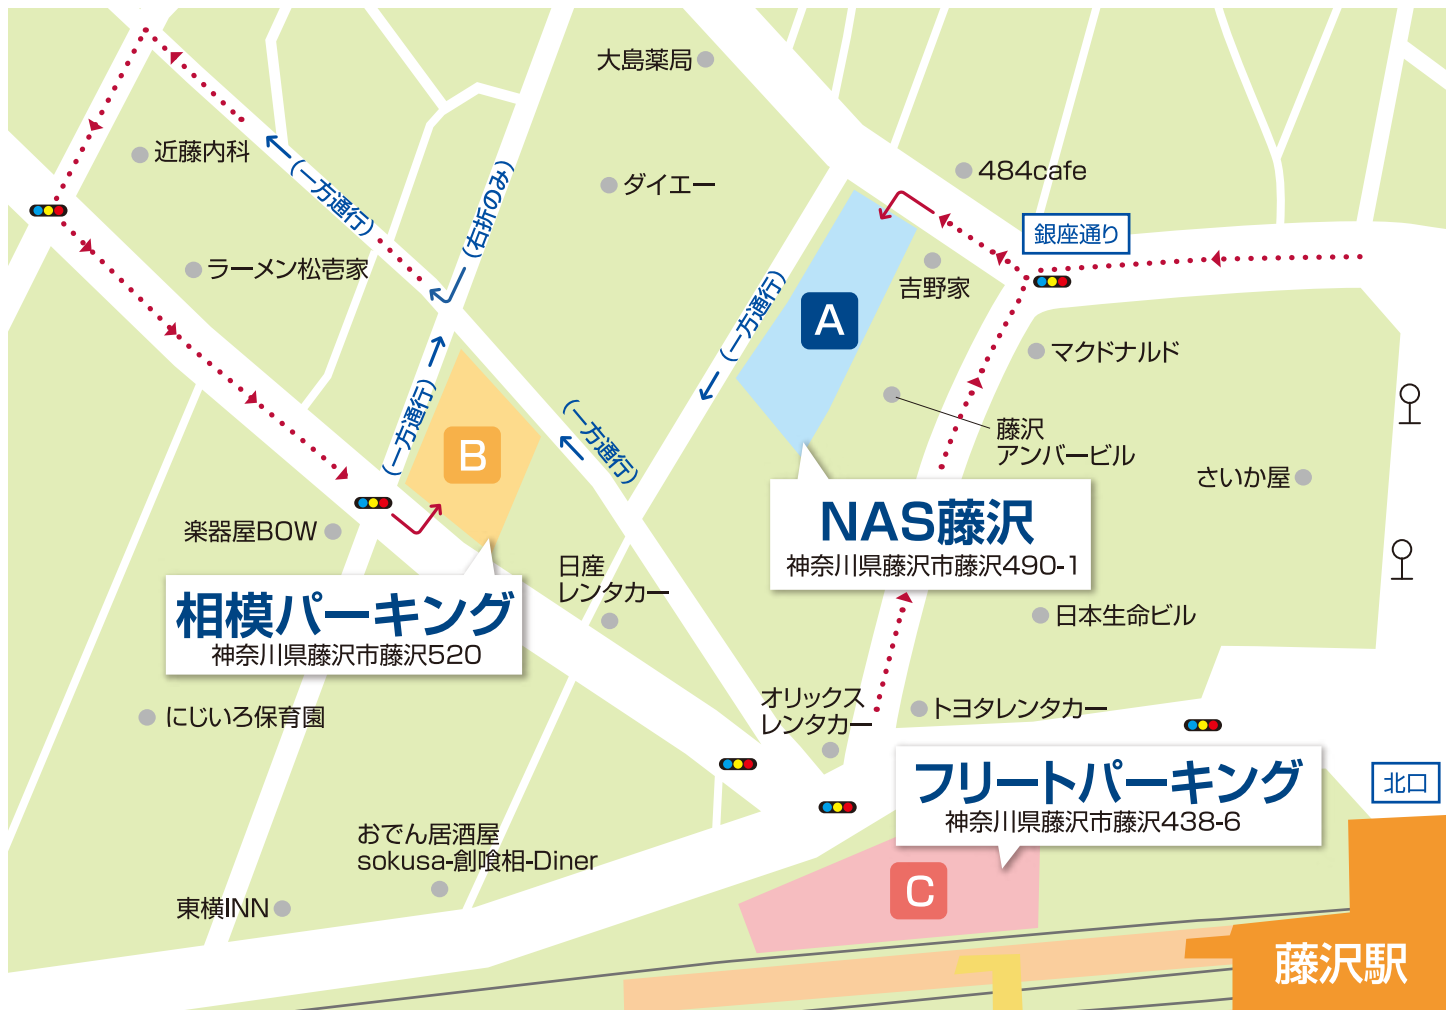 大島薬局
近藤内科
484cafe
ダイエー
(一方通行)
(右折のみ)
銀座通り
ラーメン松壱家
吉野家
A
(一方通行)
マクドナルド
(一方通行)
(一方通行)
B
藤沢
アンバービル
さいか屋
楽器屋BOW
NAS藤沢
神奈川県藤沢市藤沢490-1
日産
レンタカー
相模パーキング
神奈川県藤沢市藤沢520
日本生命ビル
にじいろ保育園
オリックス
レンタカー
トヨタレンタカー
フリートパーキング
神奈川県藤沢市藤沢438-6
北口
おでん居酒屋
sokusa-創喰相-Diner
C
東横INN
藤沢駅